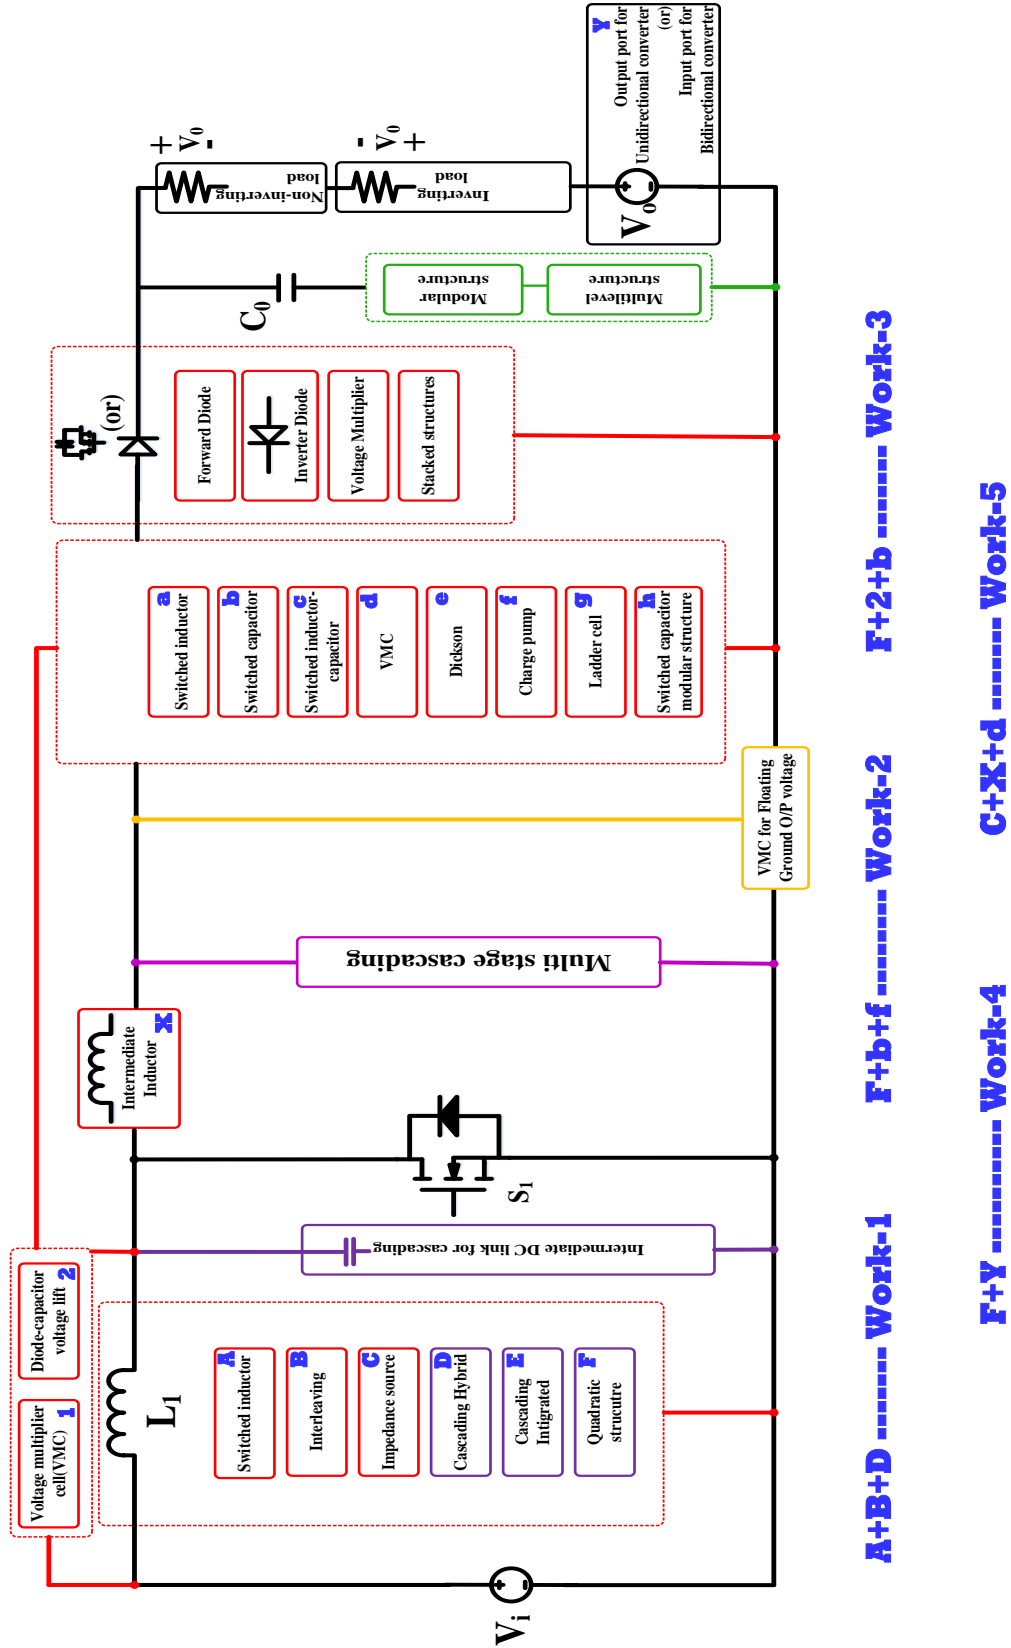 Voltage multiplier
cell(VMC)
1
Diode-capacitor
voltage lift
2
L1
Vi
+
-
A
Switched inductor
B
Interleaving
C
Impedance source
D
Cascading Hybrid
E
Cascading
Intigrated
F
Quadratic
strucutre
Intermediate DC link for cascading
S1
Intermediate
Inductor
X
Multi stage cascading
VMC for Floating
Ground O/P voltage
a
Switched inductor
b
Switched capacitor
c
Switched inductor-
capacitor
d
VMC
e
Dickson
f
Charge pump
g
Ladder cell
h
Switched capacitor
modular structure
(or)
Forward Diode
Inverter Diode
Voltage Multiplier
Stacked structures
C0
Modular
structure
Multilevel
structure
+
V0
-
Non-inverting
load
-
V0
+
Inverting
load
Y
Output port for
Unidirectional converter
(or)
Input port for
Bidirectional converter
Vo
+
-
A+B+D ------- Work-1
F+b+f -------- Work-2
F+2+b ------- Work-3
F+Y ---------- Work-4
C+X+d ------- Work-5